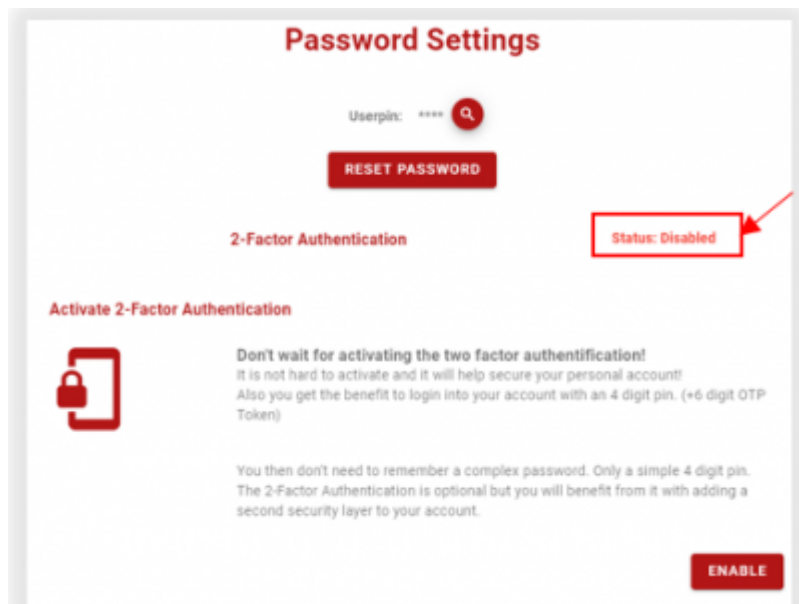 Password Settings
Userpin: ****
RESET PASSWORD
2-Factor Authentication
Status: Disabled
Activate 2-Factor Authentication
Don't wait for activating the two factor authentification!
It is not hard to activate and it will help secure your personal account!
Also you get the benefit to login into your account with an 4 digit pin. (+6 digit OTP
Token)
You then don't need to remember a complex password. Only a simple 4 digit pin.
The 2-Factor Authentication is optional but you will benefit from it with adding a
second security layer to your account.
ENABLE